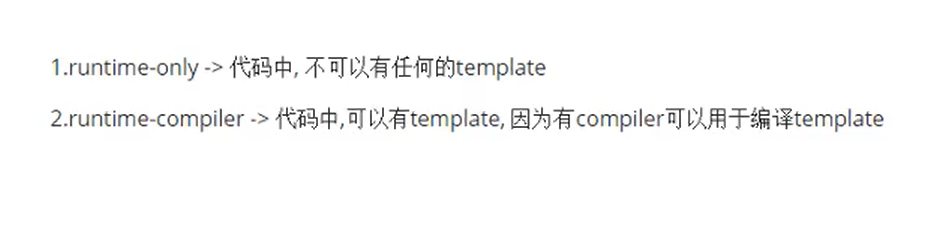 1.runtime-only -> 代码中, 不可以有任何的template
2.runtime-compiler -> 代码中,可以有template, 因为有compiler可以用于编译template